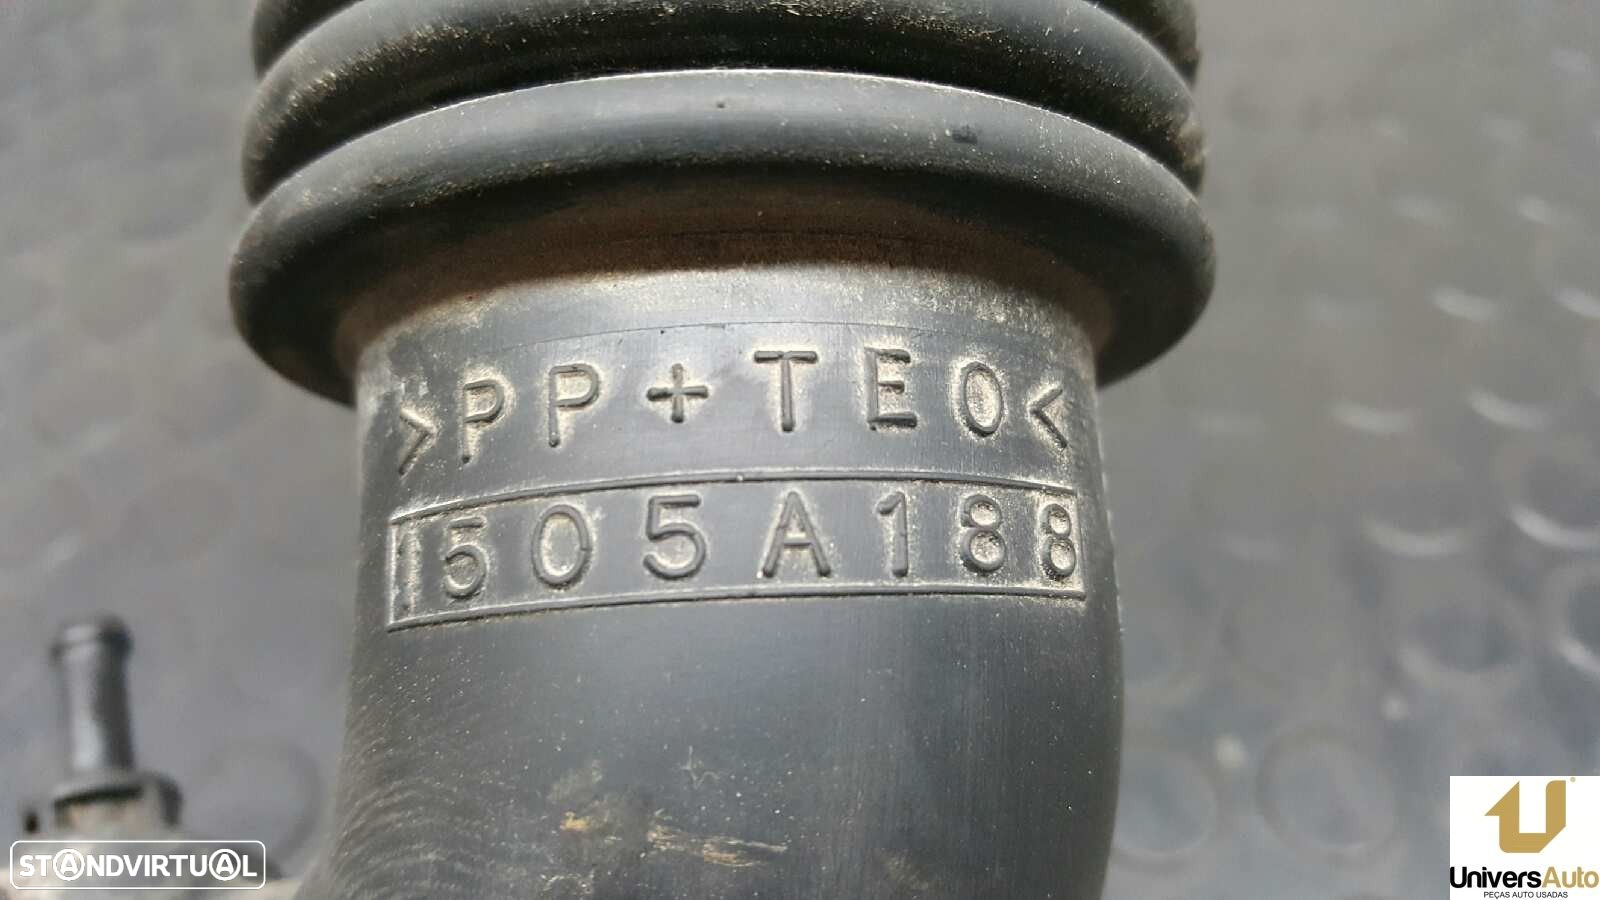 >PP+TEO<
1505A188
STANDVIRTUAL
UniversAuto
PEÇAS AUTO USADAS